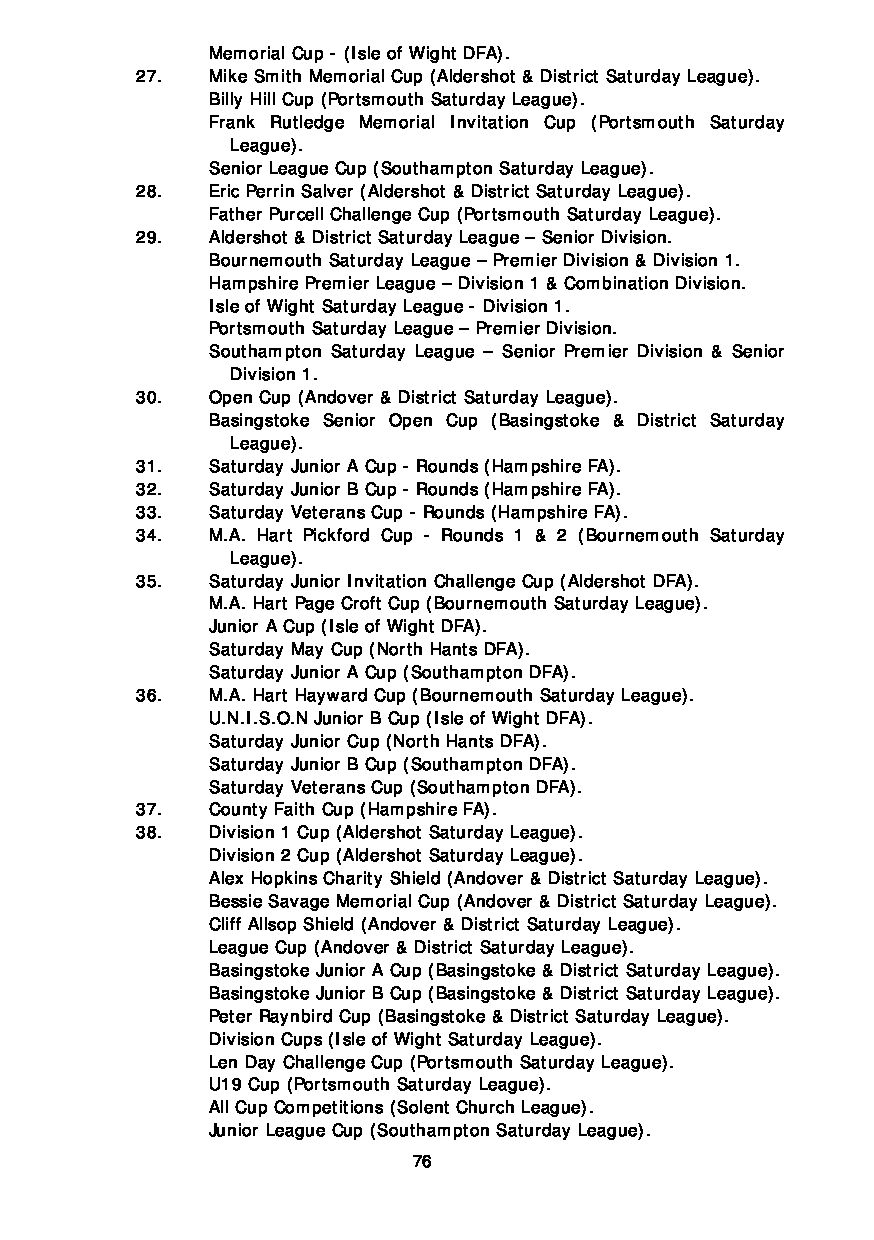 Memorial Cup - (Isle of Wight DFA).
27. Mike Smith Memorial Cup (Aldershot & District Saturday League).
Billy Hill Cup (Portsmouth Saturday League).
Frank Rutledge Memorial Invitation Cup (Portsmouth Saturday
League).
Senior League Cup (Southampton Saturday League).
28. Eric Perrin Salver (Aldershot & District Saturday League).
Father Purcell Challenge Cup (Portsmouth Saturday League).
29. Aldershot & District Saturday League – Senior Division.
Bournemouth Saturday League – Premier Division & Division 1.
Hampshire Premier League – Division 1 & Combination Division.
Isle of Wight Saturday League - Division 1.
Portsmouth Saturday League – Premier Division.
Southampton Saturday League – Senior Premier Division & Senior
Division 1.
30. Open Cup (Andover & District Saturday League).
Basingstoke Senior Open Cup (Basingstoke & District Saturday
League).
31. Saturday Junior A Cup - Rounds (Hampshire FA).
32. Saturday Junior B Cup - Rounds (Hampshire FA).
33. Saturday Veterans Cup - Rounds (Hampshire FA).
34. M.A. Hart Pickford Cup - Rounds 1 & 2 (Bournemouth Saturday
League).
35. Saturday Junior Invitation Challenge Cup (Aldershot DFA).
M.A. Hart Page Croft Cup (Bournemouth Saturday League).
Junior A Cup (Isle of Wight DFA).
Saturday May Cup (North Hants DFA).
Saturday Junior A Cup (Southampton DFA).
36. M.A. Hart Hayward Cup (Bournemouth Saturday League).
U.N.I.S.O.N Junior B Cup (Isle of Wight DFA).
Saturday Junior Cup (North Hants DFA).
Saturday Junior B Cup (Southampton DFA).
Saturday Veterans Cup (Southampton DFA).
37. County Faith Cup (Hampshire FA).
38. Division 1 Cup (Aldershot Saturday League).
Division 2 Cup (Aldershot Saturday League).
Alex Hopkins Charity Shield (Andover & District Saturday League).
Bessie Savage Memorial Cup (Andover & District Saturday League).
Cliff Allsop Shield (Andover & District Saturday League).
League Cup (Andover & District Saturday League).
Basingstoke Junior A Cup (Basingstoke & District Saturday League).
Basingstoke Junior B Cup (Basingstoke & District Saturday League).
Peter Raynbird Cup (Basingstoke & District Saturday League).
Division Cups (Isle of Wight Saturday League).
Len Day Challenge Cup (Portsmouth Saturday League).
U19 Cup (Portsmouth Saturday League).
All Cup Competitions (Solent Church League).
Junior League Cup (Southampton Saturday League).
76